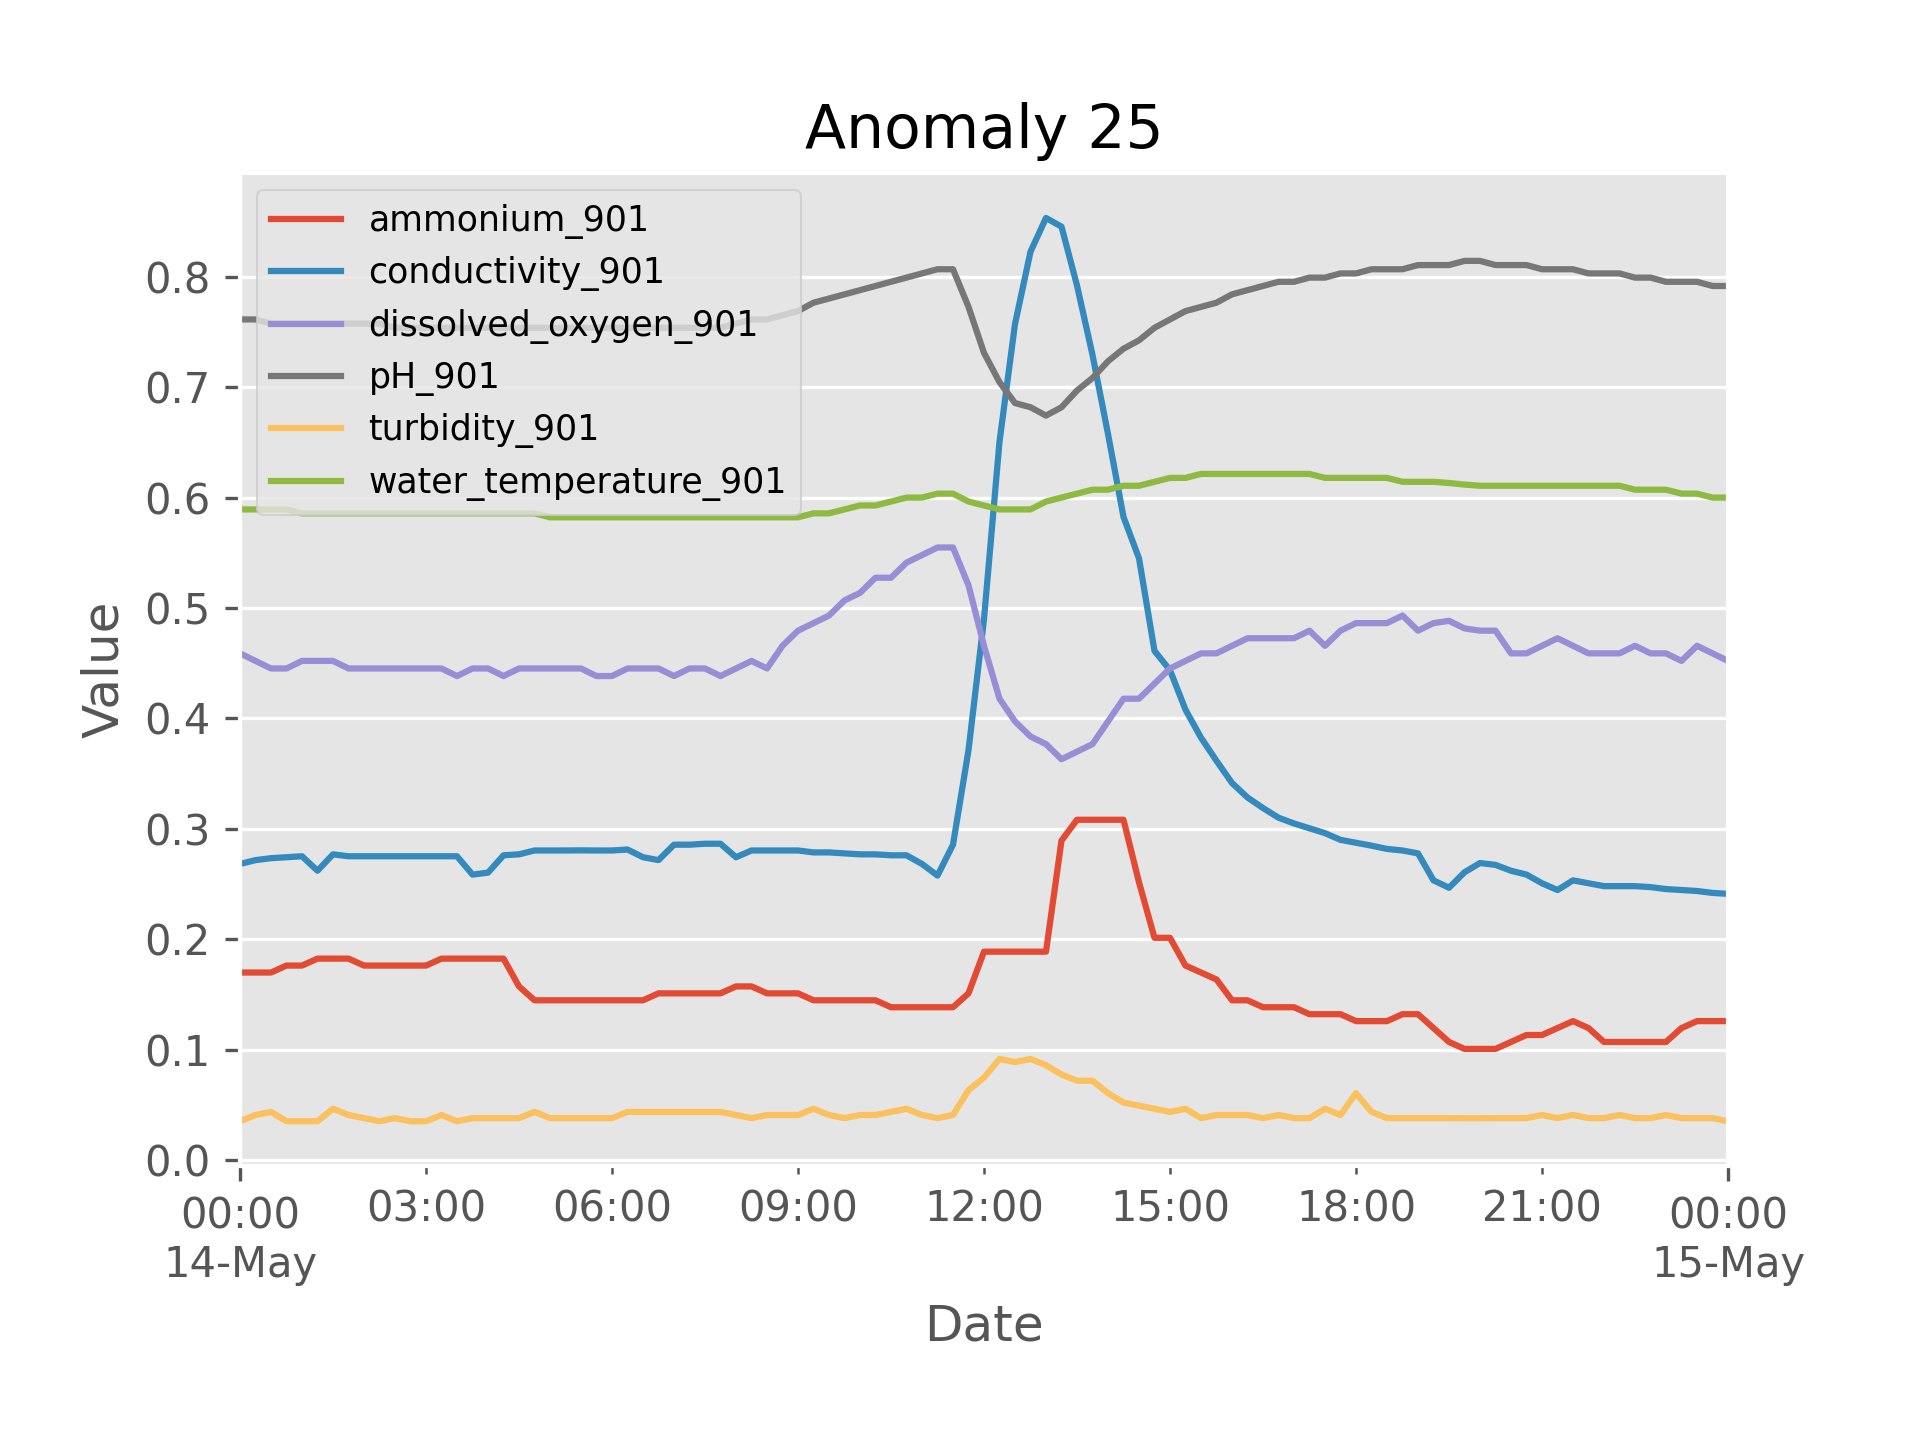 Anomaly 25
ammonium_901
conductivity_901
dissolved_oxygen_901
pH_901
turbidity_901
water_temperature_901
Value
0.8
0.7
0.6
0.5
0.4
0.3
0.2
0.1
0.0
00:00 03:00 06:00 09:00 12:00 15:00 18:00 21:00 00:00
14-May 15-May
Date